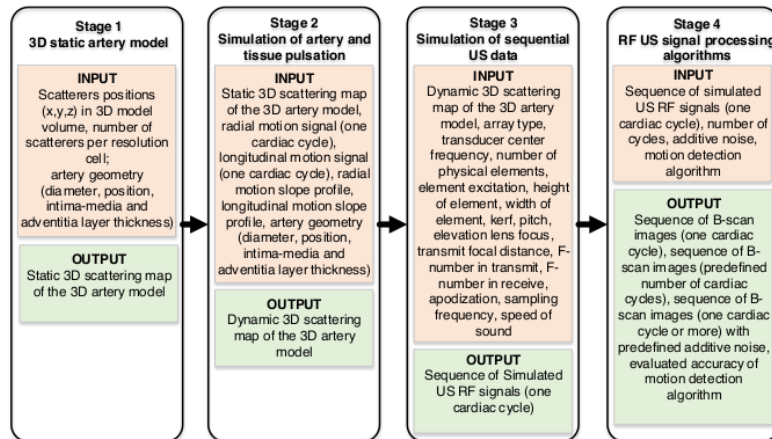 Stage 1
3D static artery model
INPUT
Scatterers positions
(x,y,z) in 3D model
volume, number of
scatterers per resolution
cell;
artery geometry
(diameter, position,
intima-media and
adventitia layer thickness)
OUTPUT
Static 3D scattering map
of the 3D artery model
Stage 2
Simulation of artery and
tissue pulsation
INPUT
Static 3D scattering map
of the 3D artery model,
radial motion signal (one
cardiac cycle),
longitudinal motion signal
(one cardiac cycle), radial
motion slope profile,
longitudinal motion slope
profile, artery geometry
(diameter, position,
intima-media and
adventitia layer thickness)
OUTPUT
Dynamic 3D scattering
map of the 3D artery
model
Stage 3
Simulation of sequential
US data
INPUT
Dynamic 3D scattering
map of the 3D artery
model, array type,
transducer center
frequency, number of
physical elements,
element excitation, height
of element, width of
element, kerf, pitch,
elevation lens focus,
transmit focal distance, F-
number in transmit, F-
number in receive,
apodization, sampling
frequency, speed of
sound
OUTPUT
Sequence of Simulated
US RF signals (one
cardiac cycle)
Stage 4
RF US signal processing
algorithms
INPUT
Sequence of simulated
US RF signals (one
cardiac cycle), number of
cycles, additive noise,
motion detection
algorithm
OUTPUT
Sequence of B-scan
images (one cardiac
cycle), sequence of B-
scan images (predefined
number of cardiac
cycles), sequence of B-
scan images (one cardiac
cycle or more) with
predefined additive noise,
evaluated accuracy of
motion detection
algorithm